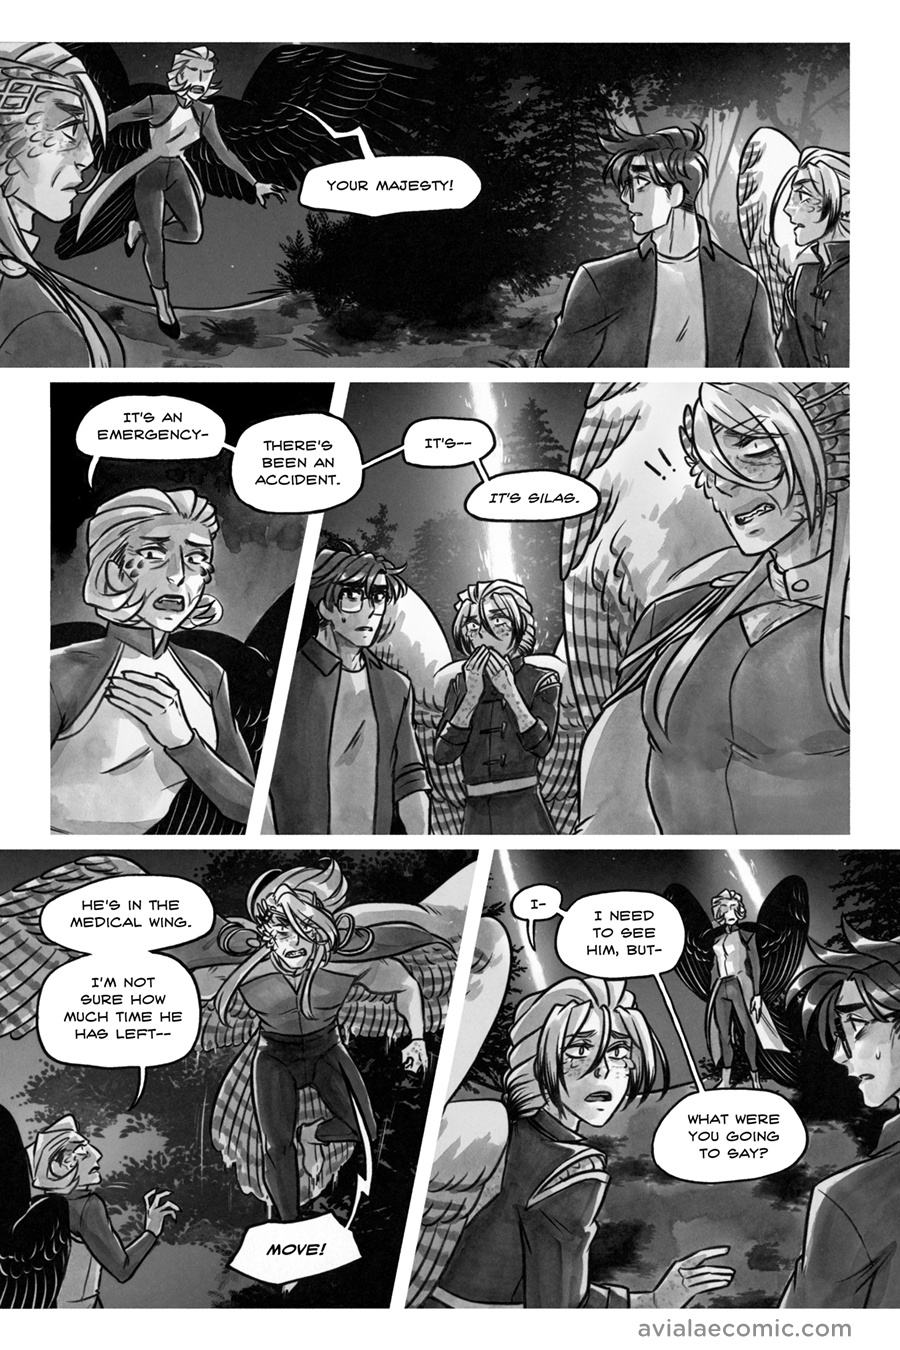 YOUR MAJESTY!
IT'S AN
EMERGENCY-
THERE'S
BEEN AN
ACCIDENT.
IT'S--
IT'S SILAS.
!!
HE'S IN THE
MEDICAL WING.
I'M NOT
SURE HOW
MUCH TIME HE
HAS LEFT--
MOVE!
I-
I NEED
TO SEE
HIM, BUT-
WHAT WERE
YOU GOING
TO SAY?
avialaecomic.com